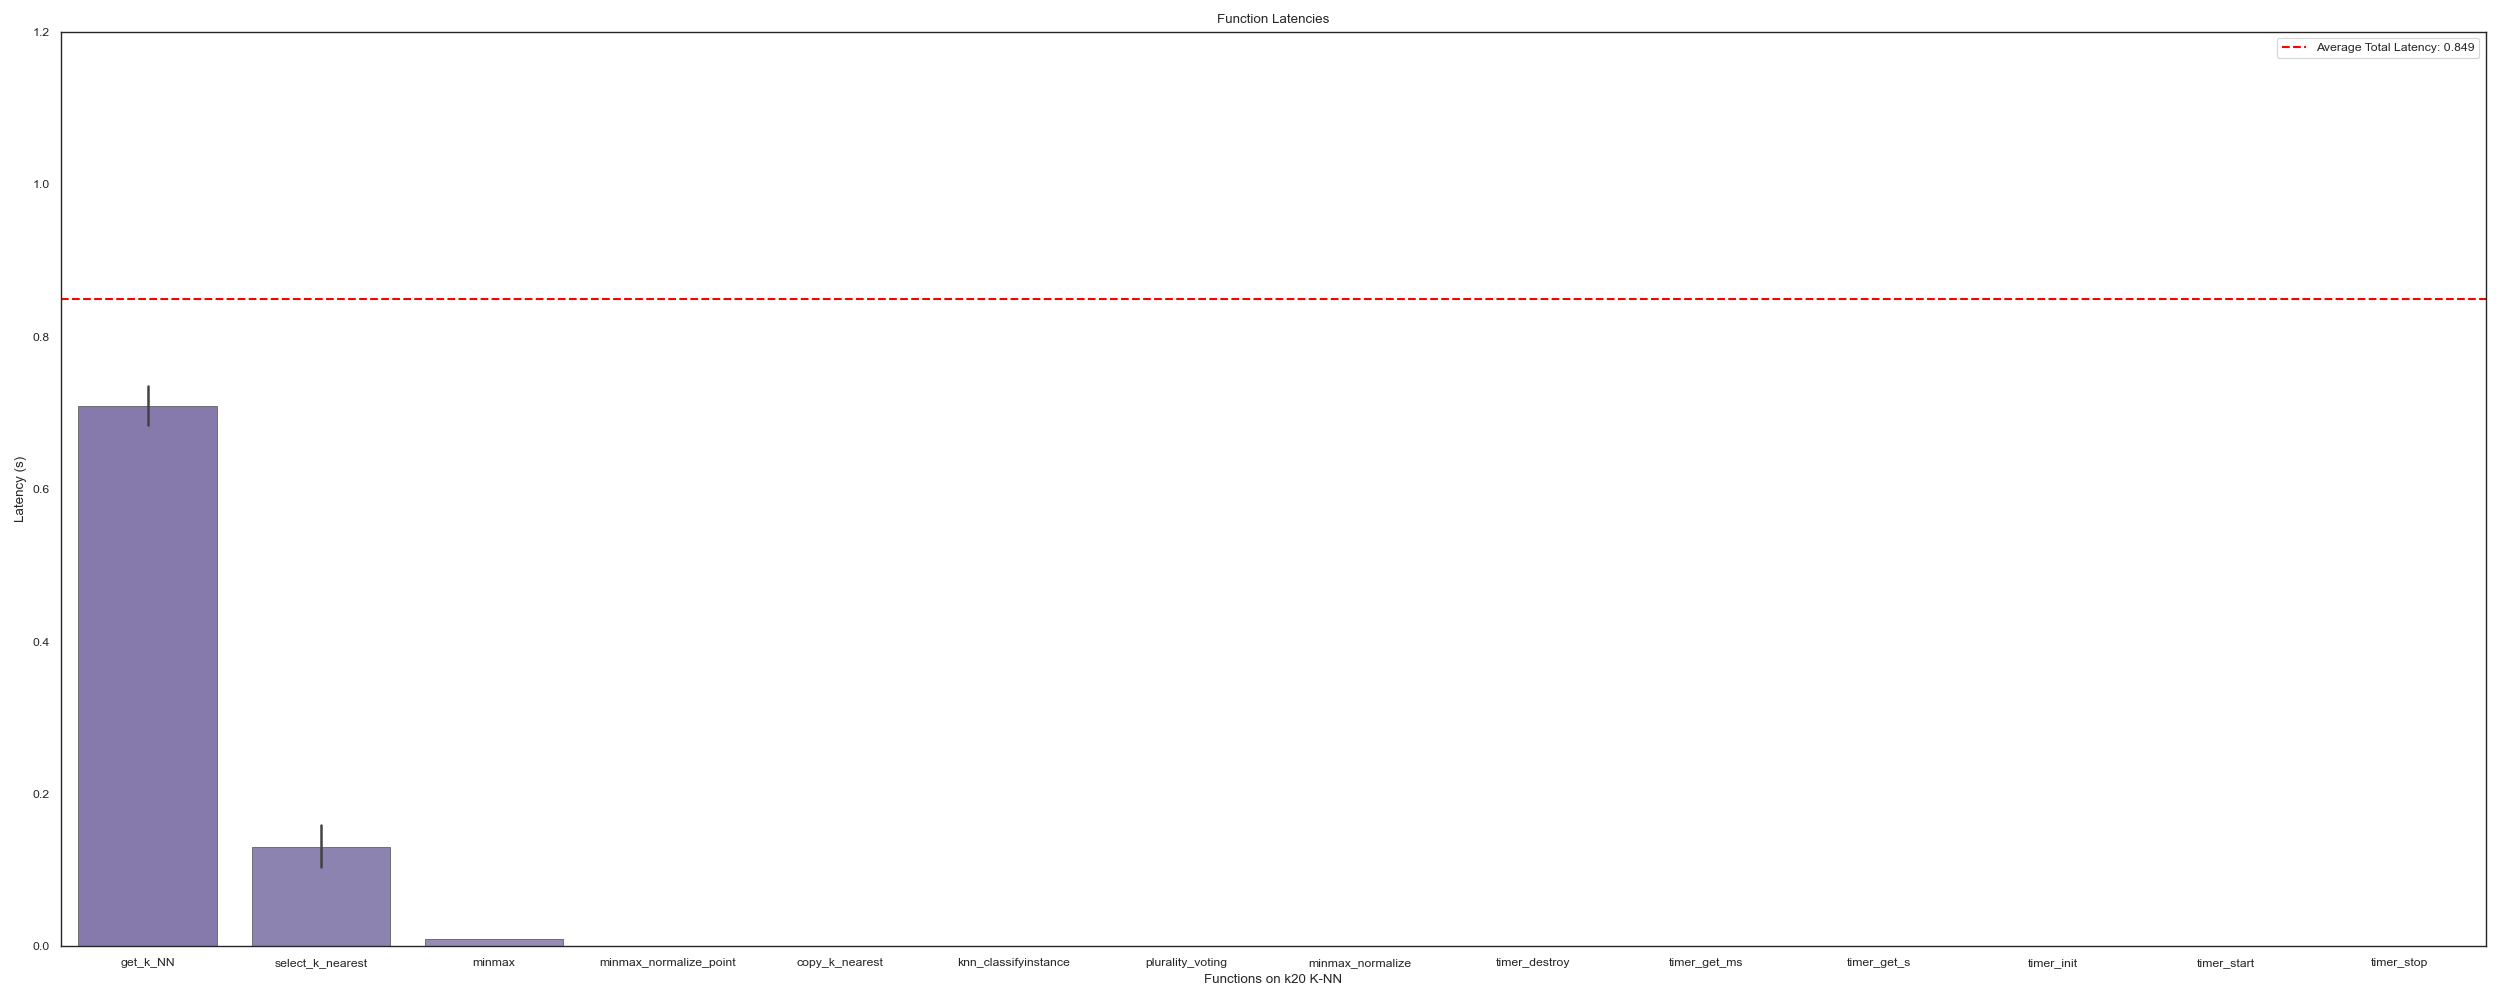 Function Latencies
Average Total Latency: 0.849
1.2
1.0
0.8
0.6
0.4
0.2
0.0
Latency (s)
get_k_NN
select_k_nearest
minmax
minmax_normalize_point
copy_k_nearest
knn_classifyinstance
plurality_voting
minmax_normalize
timer_destroy
timer_get_ms
timer_get_s
timer_init
timer_start
timer_stop
Functions on k20 K-NN